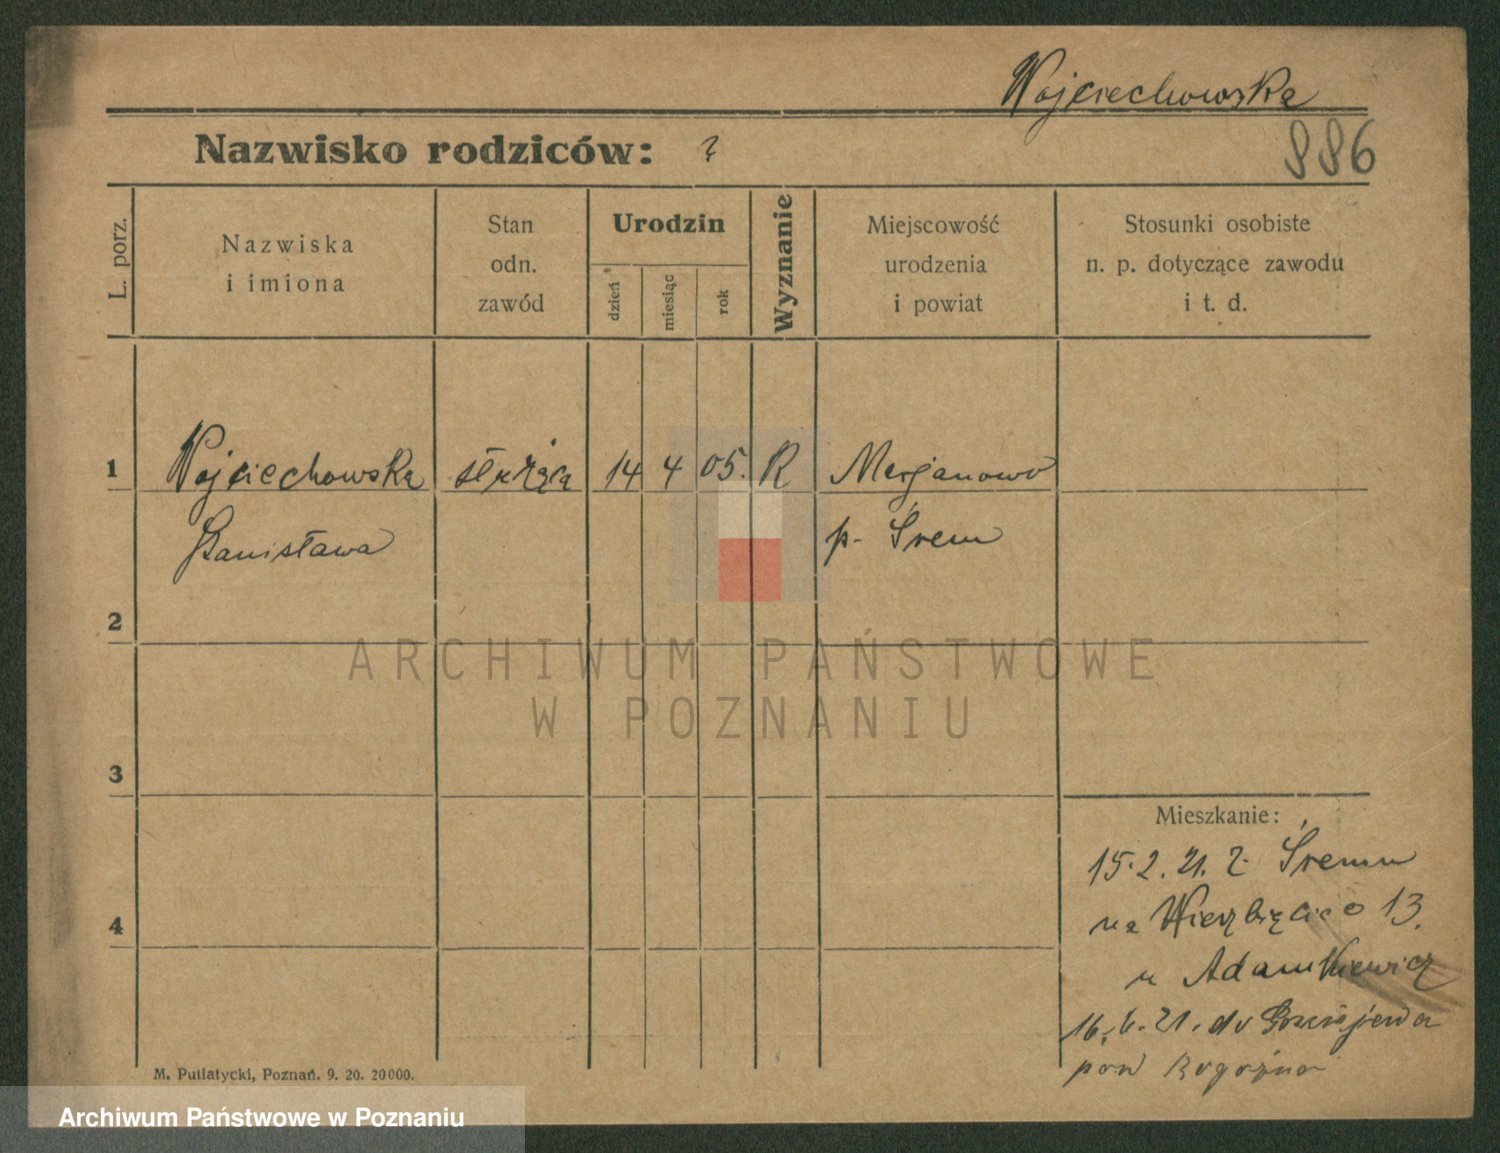 Wojciechowska
886
Nazwisko rodziców: ?
L. porz.
Nazwiska
i imiona
Stan
odn.
zawód
Urodzin
dzień
miesiąc
rok
Wyznanie
Miejscowość
urodzenia
i powiat
Stosunki osobiste
n. p. dotyczące zawodu
i t. d.
1 Wojciechowska służąca 14 4 05. R Marjanowo
Stanisława p. Śrem
2
ARCHIWUM PAŃSTWOWE
W POZNANIU
3
4
Mieszkanie:
15.2.21. z Śremu
na Wierzbięcice 13.
u Adamkiewicz
16.6.21. do
pow Rogoźno
M. Putiatycki, Poznań. 9. 20. 20000.
Archiwum Państwowe w Poznaniu